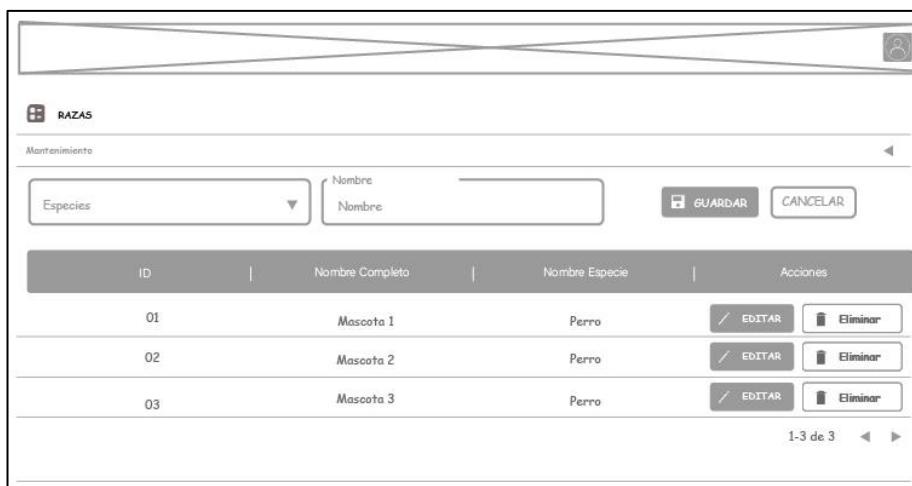 RAZAS
Mantenimiento
Nombre
Especies Nombre GUARDAR CANCELAR
ID | Nombre Completo | Nombre Especie | Acciones
01 Mascota 1 Perro EDITAR Eliminar
02 Mascota 2 Perro EDITAR Eliminar
03 Mascota 3 Perro EDITAR Eliminar
1-3 de 3